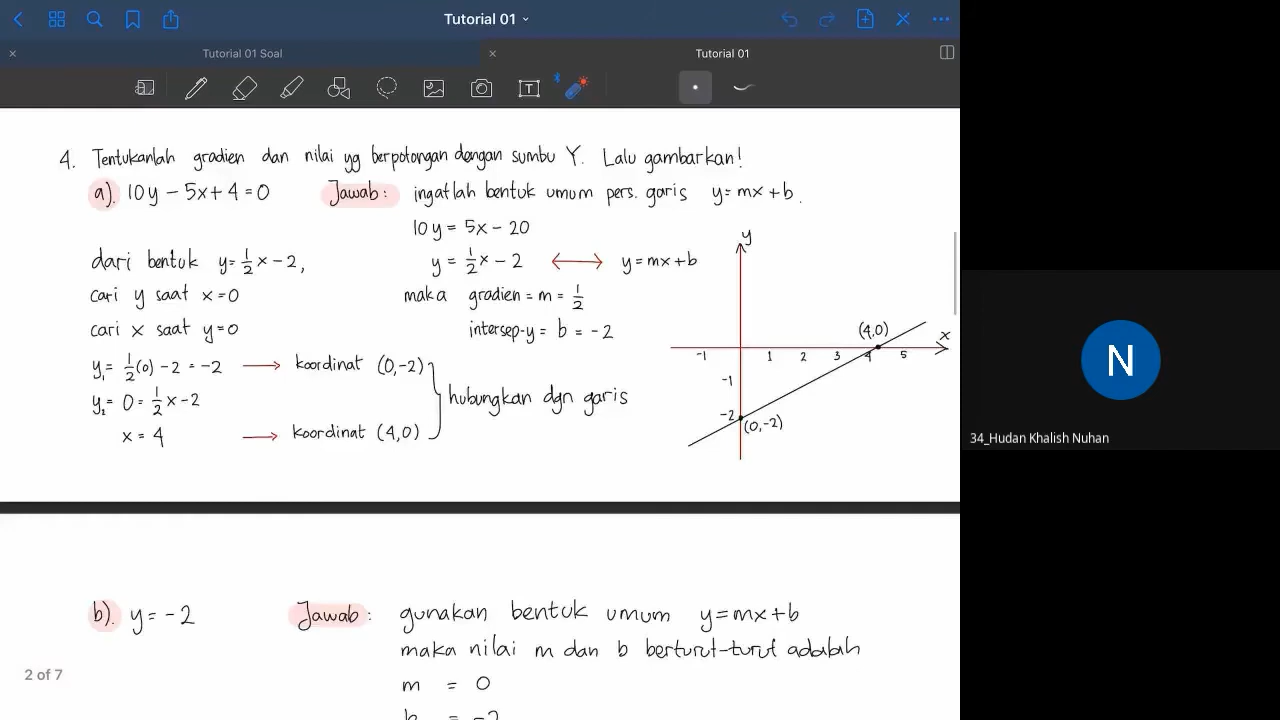 Tutorial 01
Tutorial 01 Soal
Tutorial 01
4. Tentukanlah gradien dan nilai yg berpotongan dengan sumbu Y. Lalu gambarkan!
a). 10y - 5x + 4 = 0 Jawab: ingatlah bentuk umum pers. garis y = mx + b.
10y = 5x - 20
dari bentuk y = 1/2 x - 2, y = 1/2 x - 2 ⟷ y = mx + b
cari y saat x = 0 maka gradien = m = 1/2
cari x saat y = 0 intersep-y = b = -2
y₁ = 1/2 (0) - 2 = -2 → koordinat (0,-2)
y₂ = 0 = 1/2 x - 2 hubungkan dgn garis
x = 4 → koordinat (4,0)
y
(4,0)
x
-1 1 2 3 4 5
-1
-2
(0,-2)
b). y = -2 Jawab: gunakan bentuk umum y = mx + b
maka nilai m dan b berturut-turut adalah
m = 0
b = -2
2 of 7
N
34_Hudan Khalish Nuhan